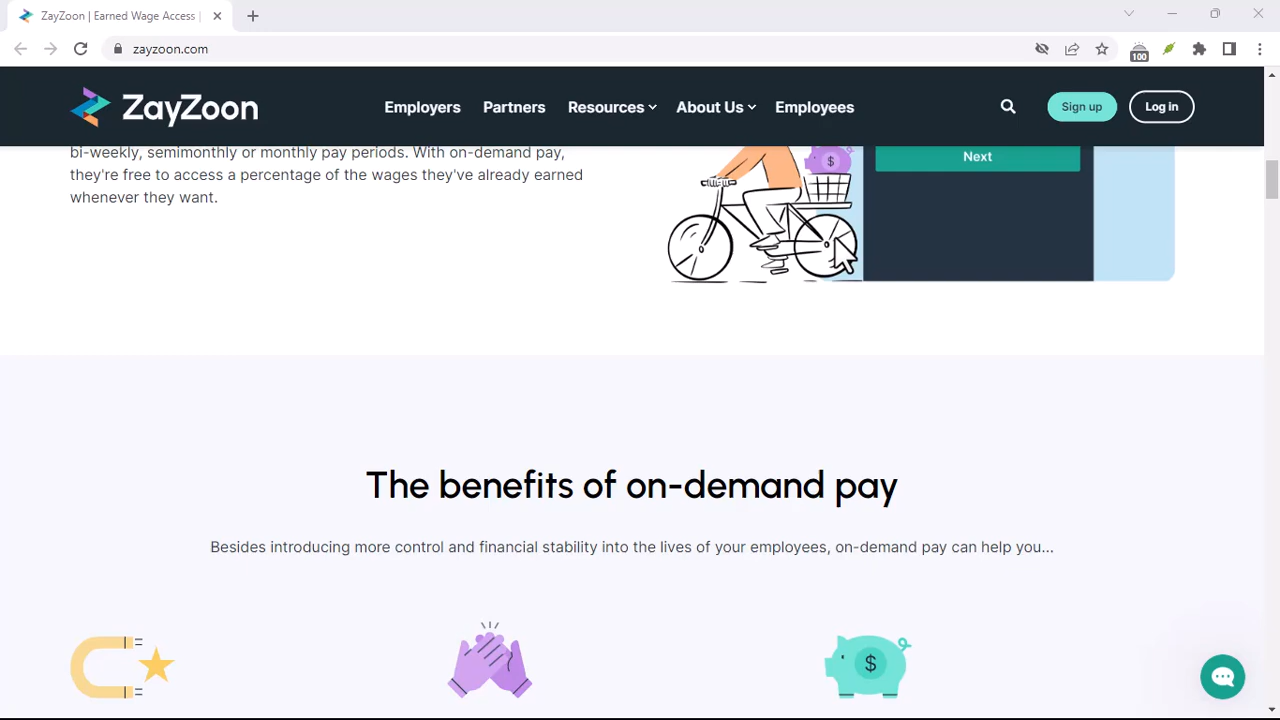 ZayZoon | Earned Wage Access |
zayzoon.com
100
ZayZoon
Employers
Partners
Resources
About Us
Employees
Sign up
Log in
bi-weekly, semimonthly or monthly pay periods. With on-demand pay,
they're free to access a percentage of the wages they've already earned
whenever they want.
$
Next
The benefits of on-demand pay
Besides introducing more control and financial stability into the lives of your employees, on-demand pay can help you...
$